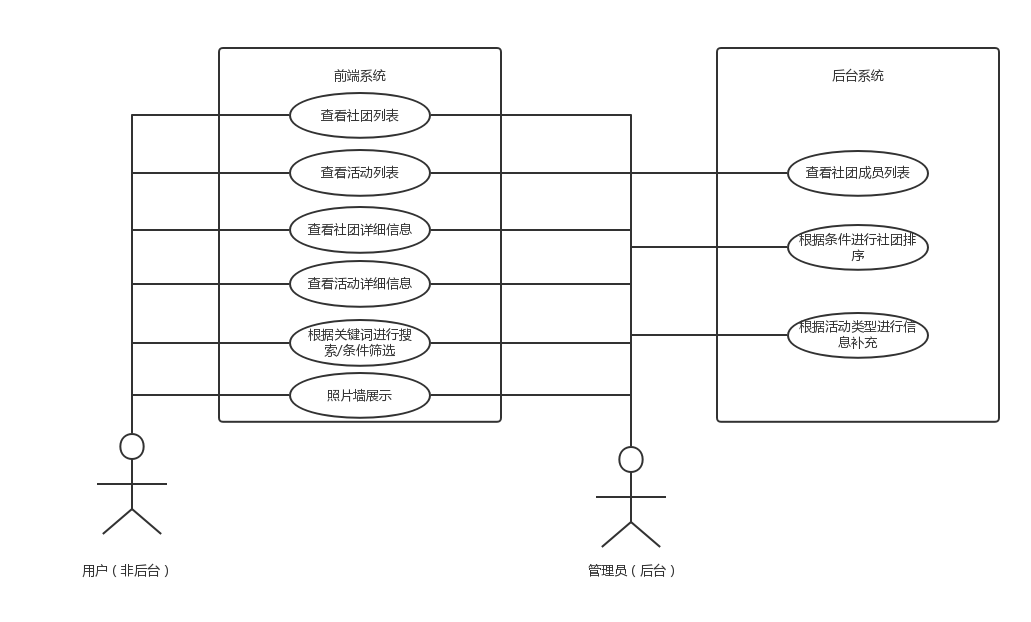 前端系统
查看社团列表
查看活动列表
查看社团详细信息
查看活动详细信息
根据关键词进行搜
索/条件筛选
照片墙展示
后台系统
查看社团成员列表
根据条件进行社团排
序
根据活动类型进行信
息补充
用户(非后台)
管理员(后台)